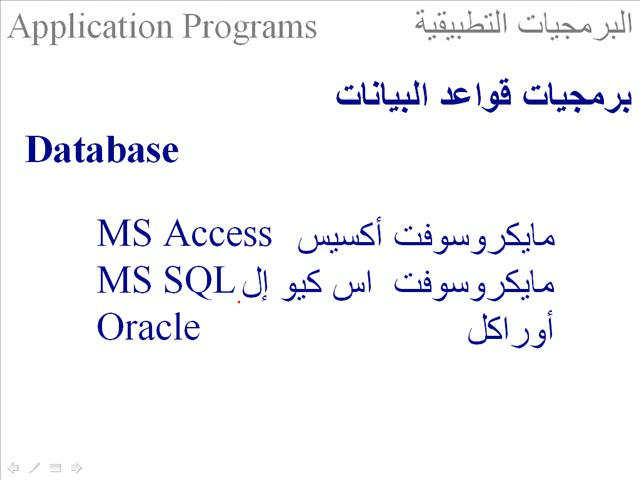 Application Programs البرمجيات التطبيقية
برمجيات قواعد البيانات
Database
MS Access مايكروسوفت أكسيس
MS SQL مايكروسوفت اس كيو إل
Oracle أوراكل